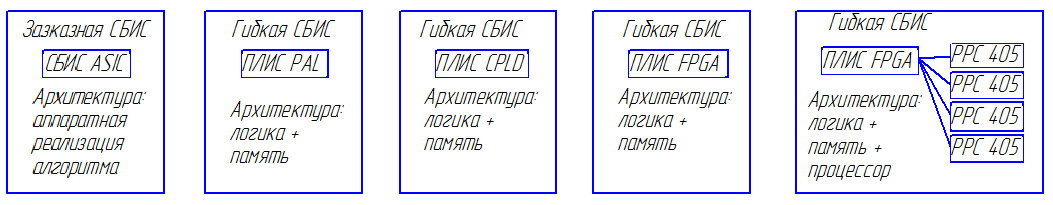 Зазказная СБИС
СБИС ASIC
Архитектура:
аппаратная
реализация
алгоритма
Гибкая СБИС
ПЛИС PAL
Архитектура:
логика +
память
Гибкая СБИС
ПЛИС CPLD
Архитектура:
логика +
память
Гибкая СБИС
ПЛИС FPGA
Архитектура:
логика +
память
Гибкая СБИС
ПЛИС FPGA
Архитектура:
логика +
память +
процессор
PPC 405
PPC 405
PPC 405
PPC 405